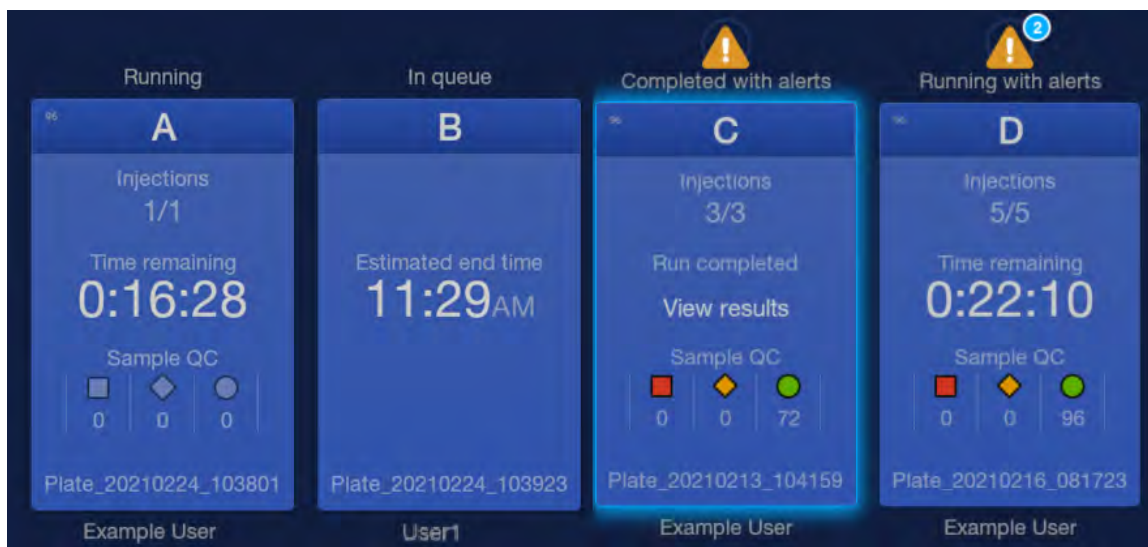 2
Running
In queue
Completed with alerts
Running with alerts
96
A
B
96
C
96
D
Injections
1/1
Injections
3/3
Injections
5/5
Time remaining
0:16:28
Estimated end time
11:29AM
Run completed
View results
Time remaining
0:22:10
Sample QC
0 0 0
Sample QC
0 0 72
Sample QC
0 0 96
Plate_20210224_103801
Plate_20210224_103923
Plate_20210213_104159
Plate_20210216_081723
Example User
User1
Example User
Example User